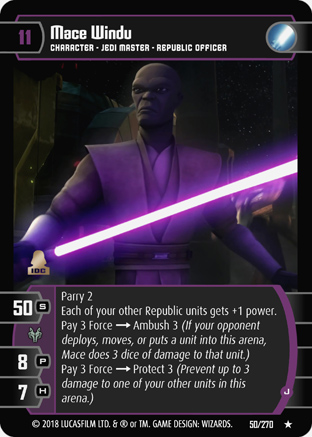 11
Mace Windu
CHARACTER • JEDI MASTER • REPUBLIC OFFICER
IDC
50 S
8 P
7 H
Parry 2
Each of your other Republic units gets +1 power.
Pay 3 Force → Ambush 3 (If your opponent
deploys, moves, or puts a unit into this arena,
Mace does 3 dice of damage to that unit.)
Pay 3 Force → Protect 3 (Prevent up to 3
damage to one of your other units in this
arena.)
J
© 2018 LUCASFILM LTD. & ® or TM. GAME DESIGN: WIZARDS. 50/270 ★